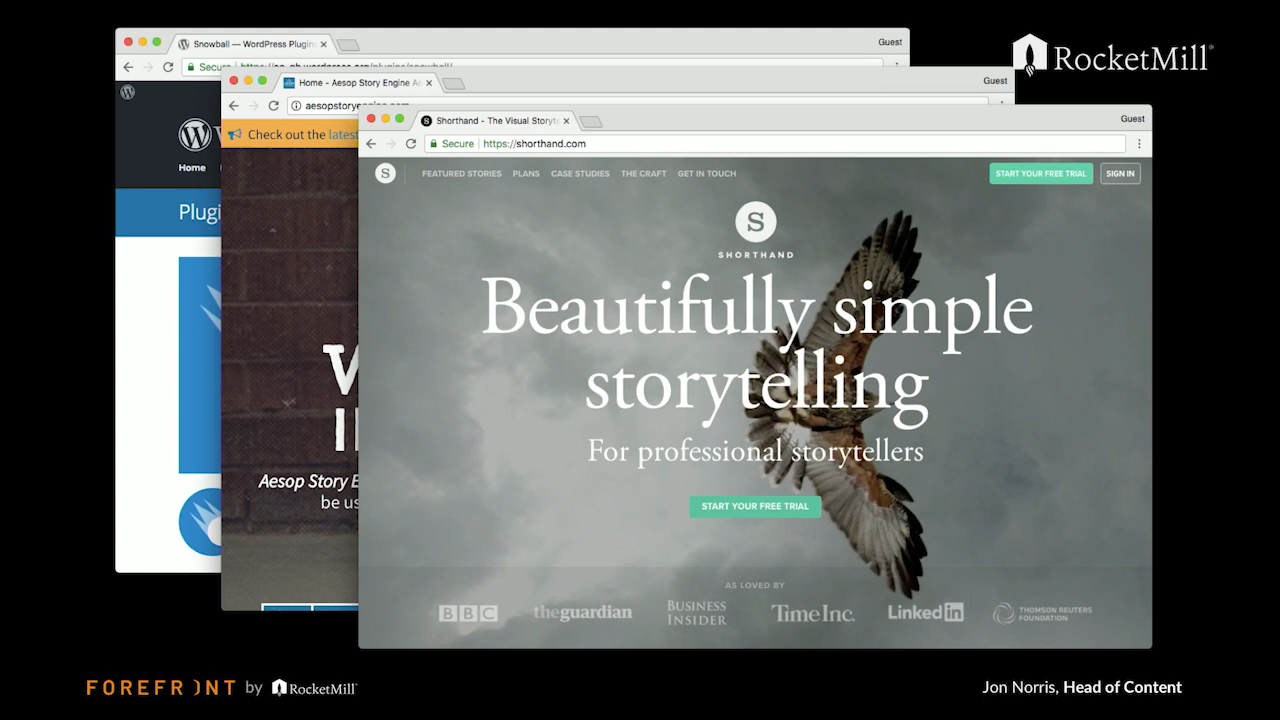 Snowball — WordPress Plugin
Guest
RocketMill
Secu
Home - Aesop Story Engine Ae
Guest
aesopstoryengine.com
Check out the latest
Home
Plugi
Shorthand - The Visual Storyte
Guest
Secure
https://shorthand.com
S
FEATURED STORIES PLANS CASE STUDIES THE CRAFT GET IN TOUCH
START YOUR FREE TRIAL
SIGN IN
S
SHORTHAND
Beautifully simple
storytelling
For professional storytellers
START YOUR FREE TRIAL
Aesop Story E
be us
AS LOVED BY
BBC
theguardian
BUSINESS
INSIDER
Time Inc.
Linked in
THOMSON REUTERS
FOUNDATION
FOREFRONT by RocketMill
Jon Norris, Head of Content